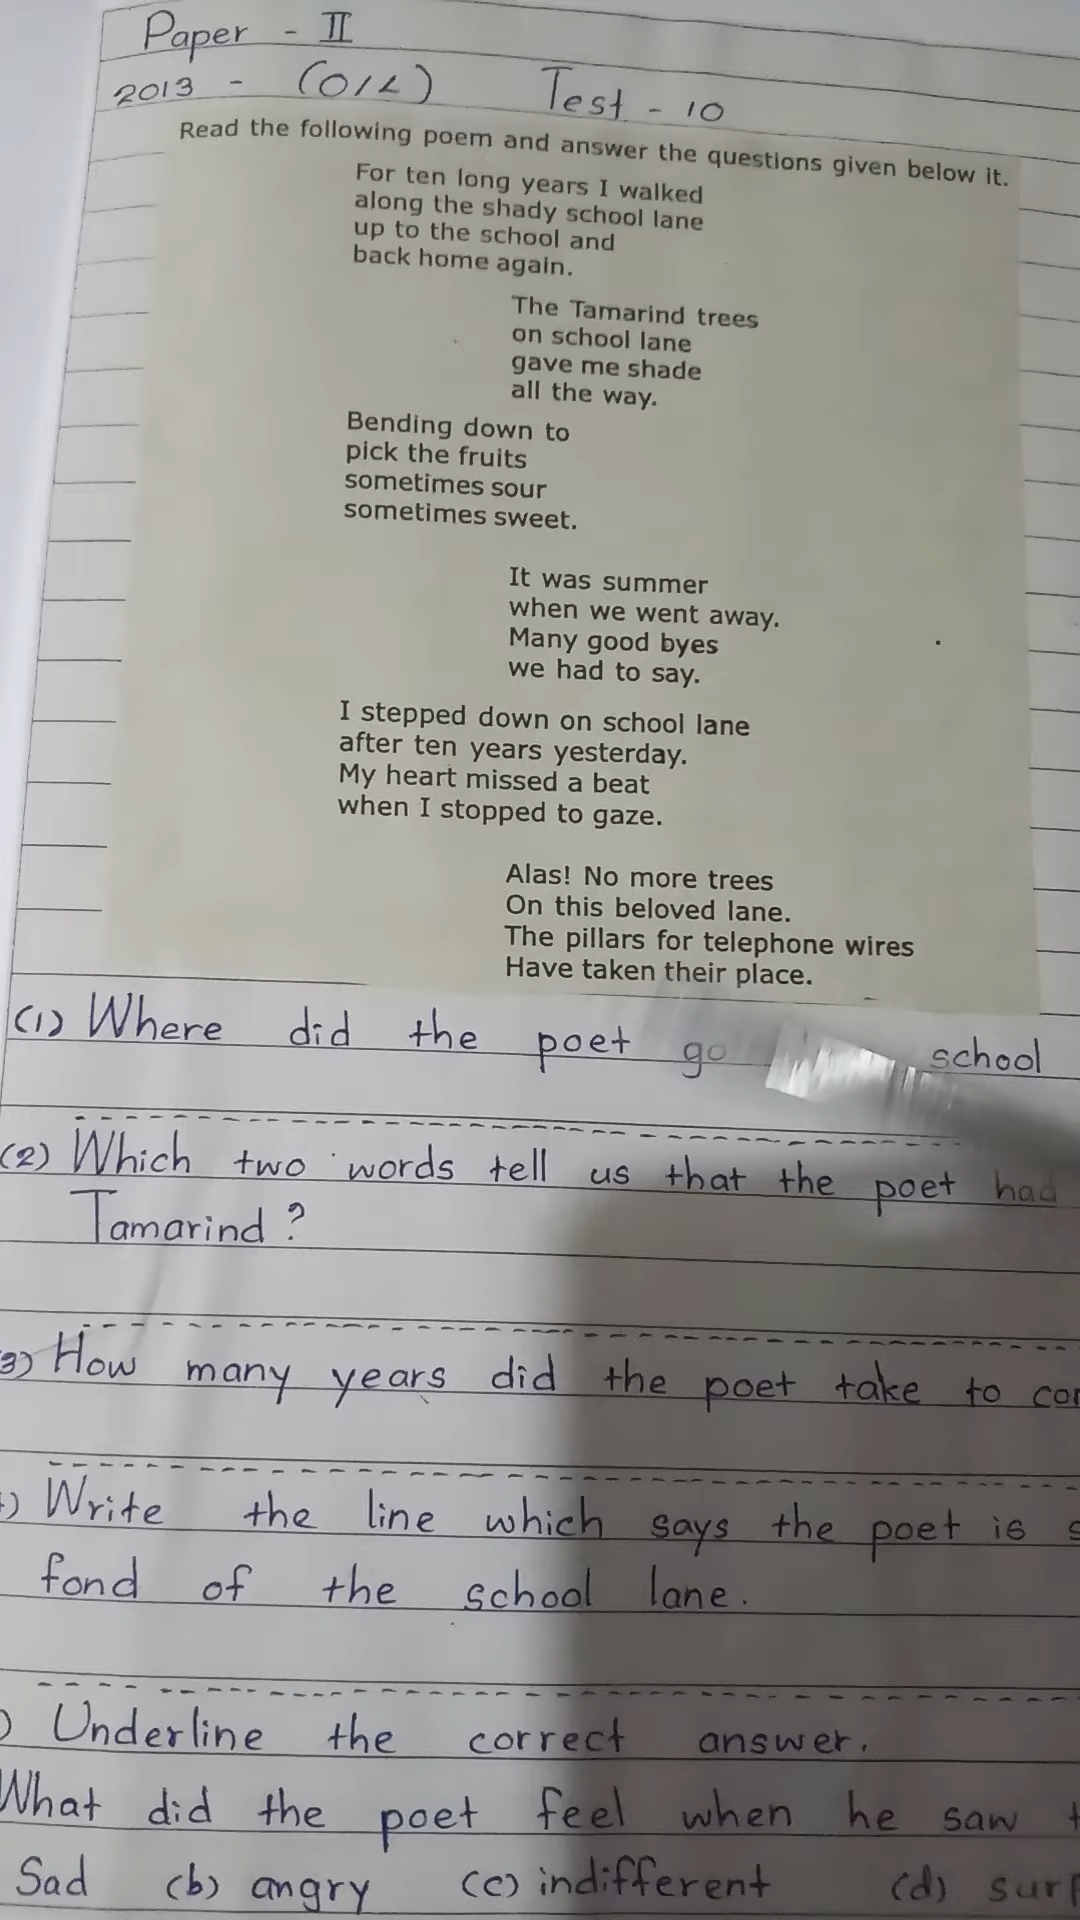 Paper - II
2013 - (O/L) Test - 10
Read the following poem and answer the questions given below it.
For ten long years I walked
along the shady school lane
up to the school and
back home again.
The Tamarind trees
on school lane
gave me shade
all the way.
Bending down to
pick the fruits
sometimes sour
sometimes sweet.
It was summer
when we went away.
Many good byes
we had to say.
I stepped down on school lane
after ten years yesterday.
My heart missed a beat
when I stopped to gaze.
Alas! No more trees
On this beloved lane.
The pillars for telephone wires
Have taken their place.
(1) Where did the poet go school
(2) Which two words tell us that the poet had
Tamarind?
3) How many years did the poet take to
) Write the line which says the poet is
fond of the school lane.
) Underline the correct answer.
What did the poet feel when he saw
Sad (b) angry (c) indifferent (d)